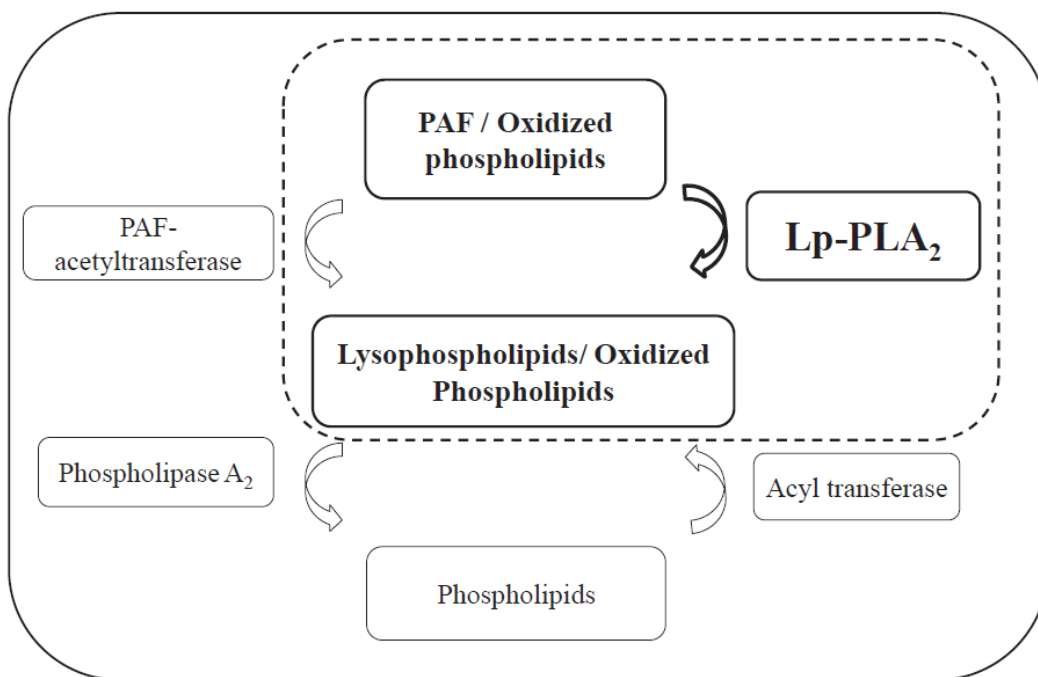 PAF / Oxidized
phospholipids
PAF-
acetyltransferase
Lp-PLA₂
Lysophospholipids/ Oxidized
Phospholipids
Phospholipase A₂
Acyl transferase
Phospholipids